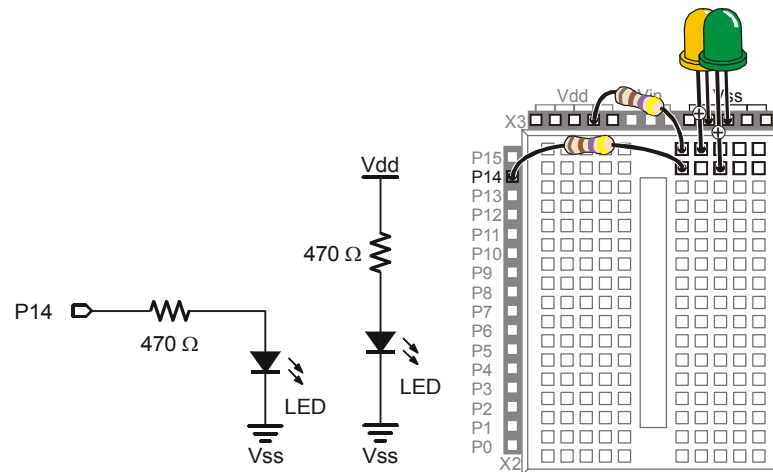 Vdd
470 Ω
P14
470 Ω
LED
Vss
LED
Vss
Vdd
Vin
Vss
X3
P15
P14
P13
P12
P11
P10
P9
P8
P7
P6
P5
P4
P3
P2
P1
P0
X2
+
+